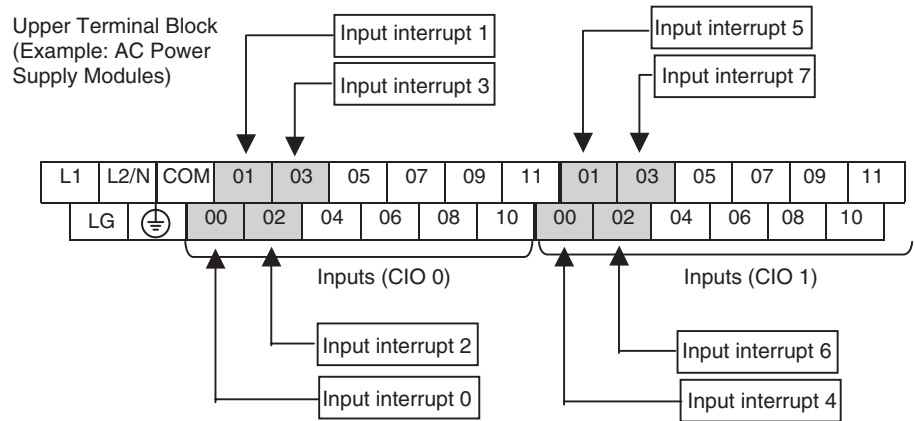 Upper Terminal Block
(Example: AC Power
Supply Modules)
Input interrupt 1
Input interrupt 3
Input interrupt 5
Input interrupt 7
L1 L2/N COM 01 03 05 07 09 11 01 03 05 07 09 11
LG 00 02 04 06 08 10 00 02 04 06 08 10
Inputs (CIO 0)
Inputs (CIO 1)
Input interrupt 2
Input interrupt 0
Input interrupt 6
Input interrupt 4